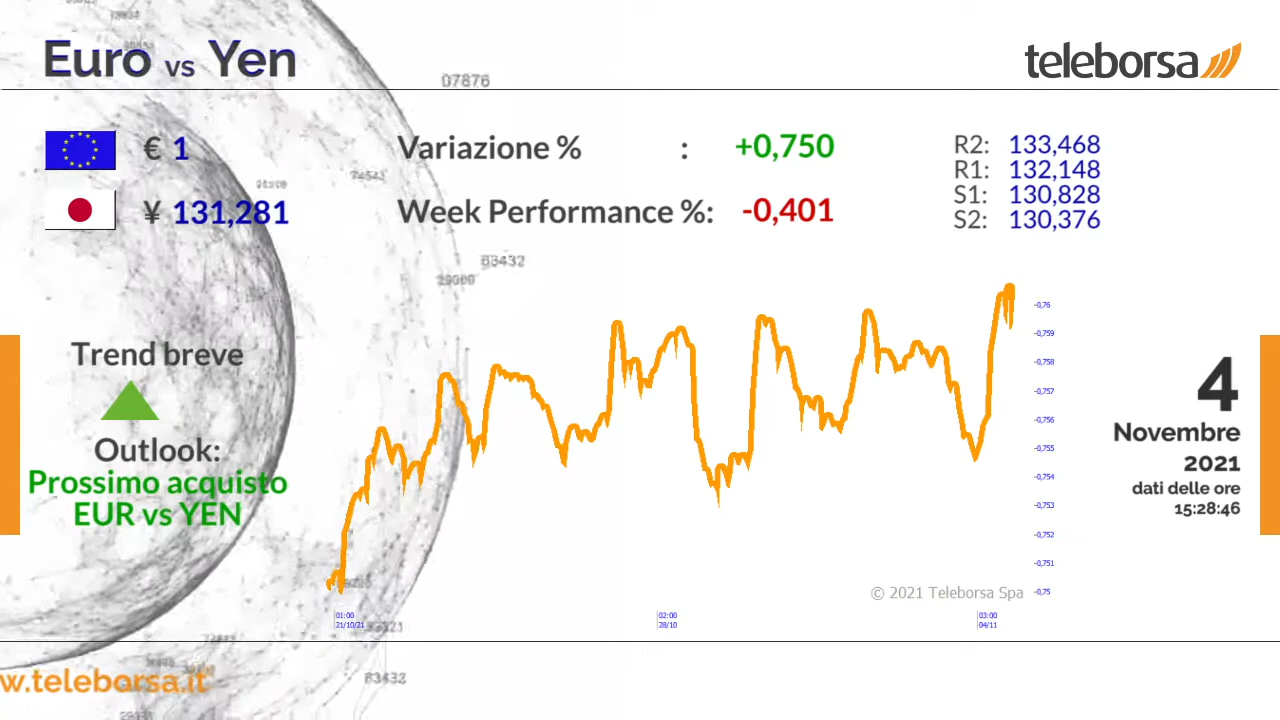 Euro vs Yen
teleborsa
07876
€ 1
Variazione % : +0,750
R2: 133,468
R1: 132,148
S1: 130,828
S2: 130,376
¥ 131,281
Week Performance %: -0,401
63432
29069
Trend breve
Outlook:
Prossimo acquisto
EUR vs YEN
-0,76
-0,759
-0,758
-0,757
-0,756
-0,755
-0,754
-0,753
-0,752
-0,751
-0,75
4
Novembre
2021
dati delle ore
15:28:46
© 2021 Teleborsa Spa
01:00
21/10/21
02:00
28/10
03:00
04/11
w.teleborsa.it
63432